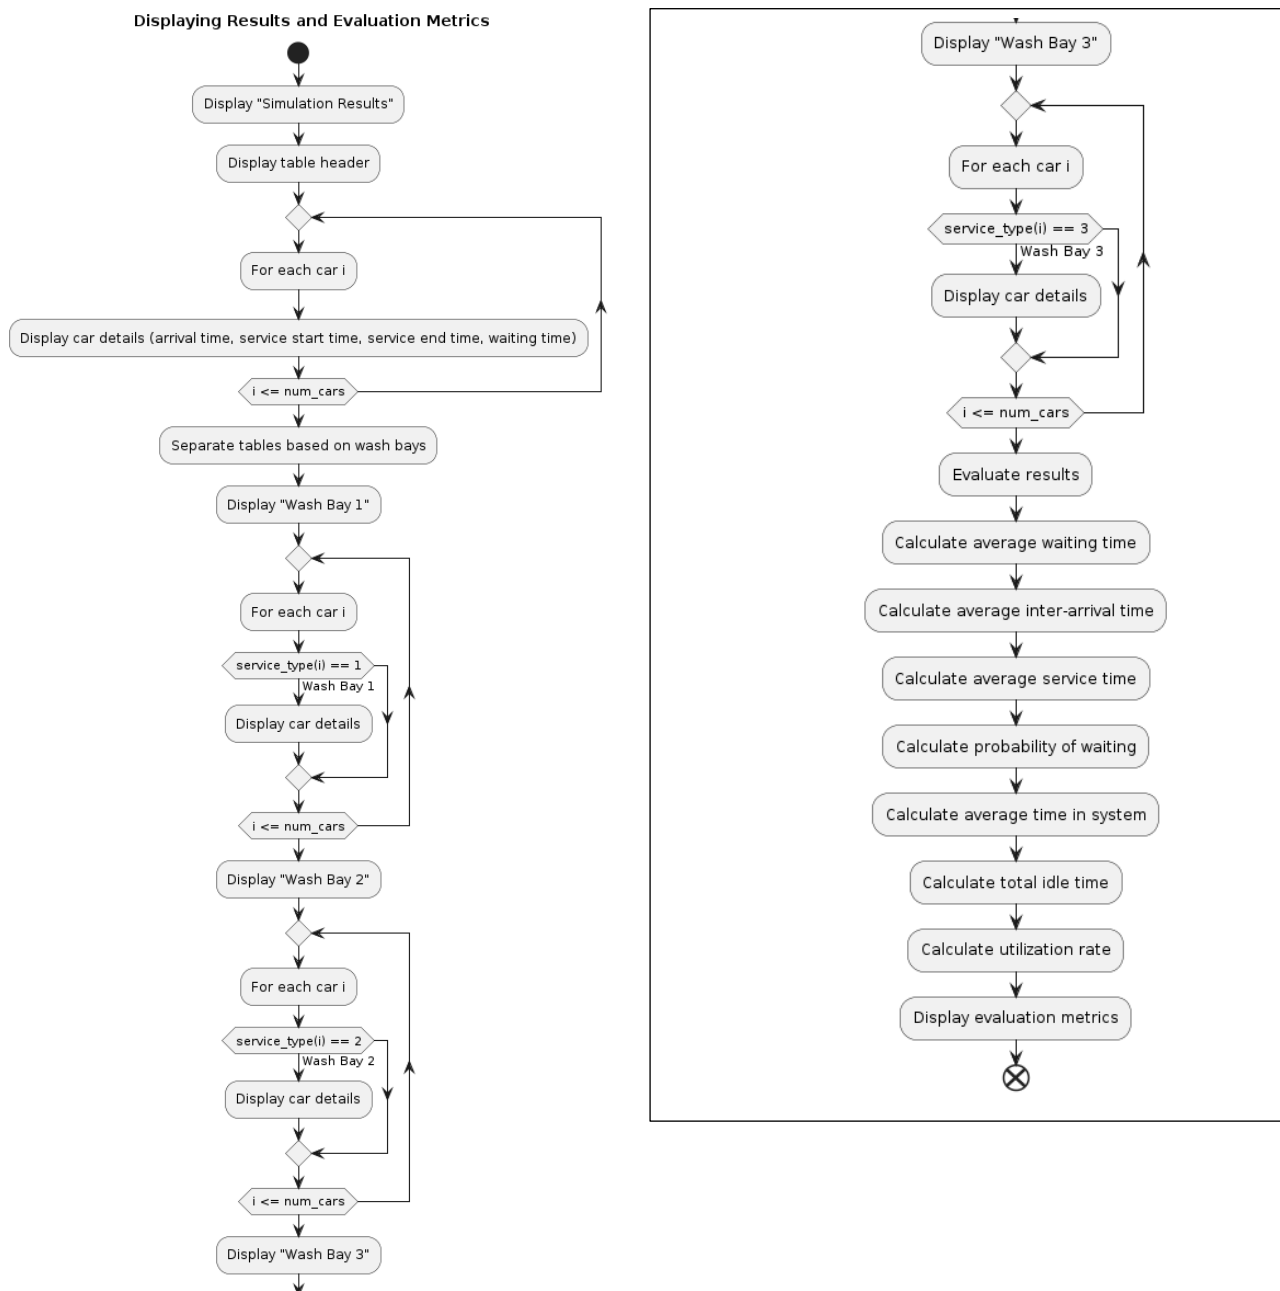 Displaying Results and Evaluation Metrics
Display "Simulation Results"
Display table header
For each car i
Display car details (arrival time, service start time, service end time, waiting time)
i <= num_cars
Separate tables based on wash bays
Display "Wash Bay 1"
For each car i
service_type(i) == 1
Wash Bay 1
Display car details
i <= num_cars
Display "Wash Bay 2"
For each car i
service_type(i) == 2
Wash Bay 2
Display car details
i <= num_cars
Display "Wash Bay 3"
Display "Wash Bay 3"
For each car i
service_type(i) == 3
Wash Bay 3
Display car details
i <= num_cars
Evaluate results
Calculate average waiting time
Calculate average inter-arrival time
Calculate average service time
Calculate probability of waiting
Calculate average time in system
Calculate total idle time
Calculate utilization rate
Display evaluation metrics